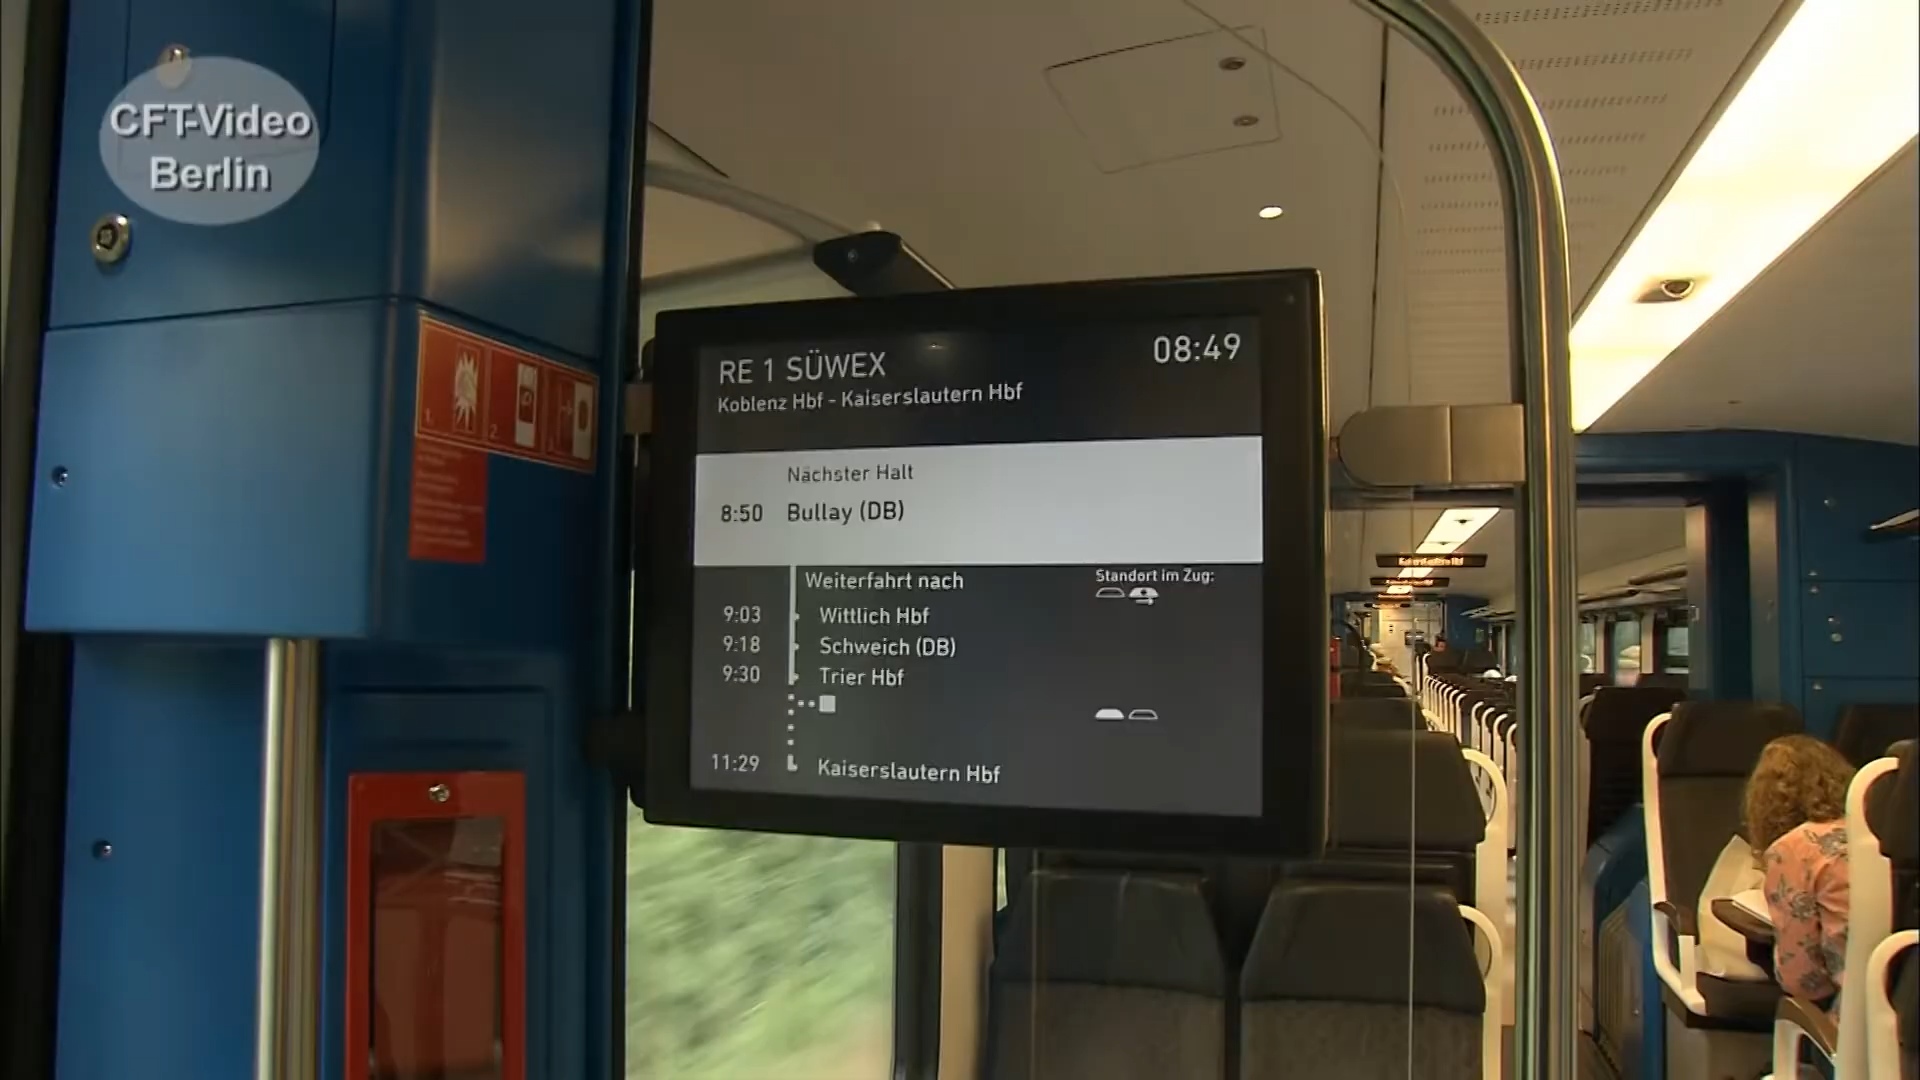 CFT-Video
Berlin
RE 1 SÜWEX
08:49
Koblenz Hbf - Kaiserslautern Hbf
Nächster Halt
8:50 Bullay (DB)
Weiterfahrt nach
Standort im Zug:
9:03 Wittlich Hbf
9:18 Schweich (DB)
9:30 Trier Hbf
11:29 Kaiserslautern Hbf
1.
2.